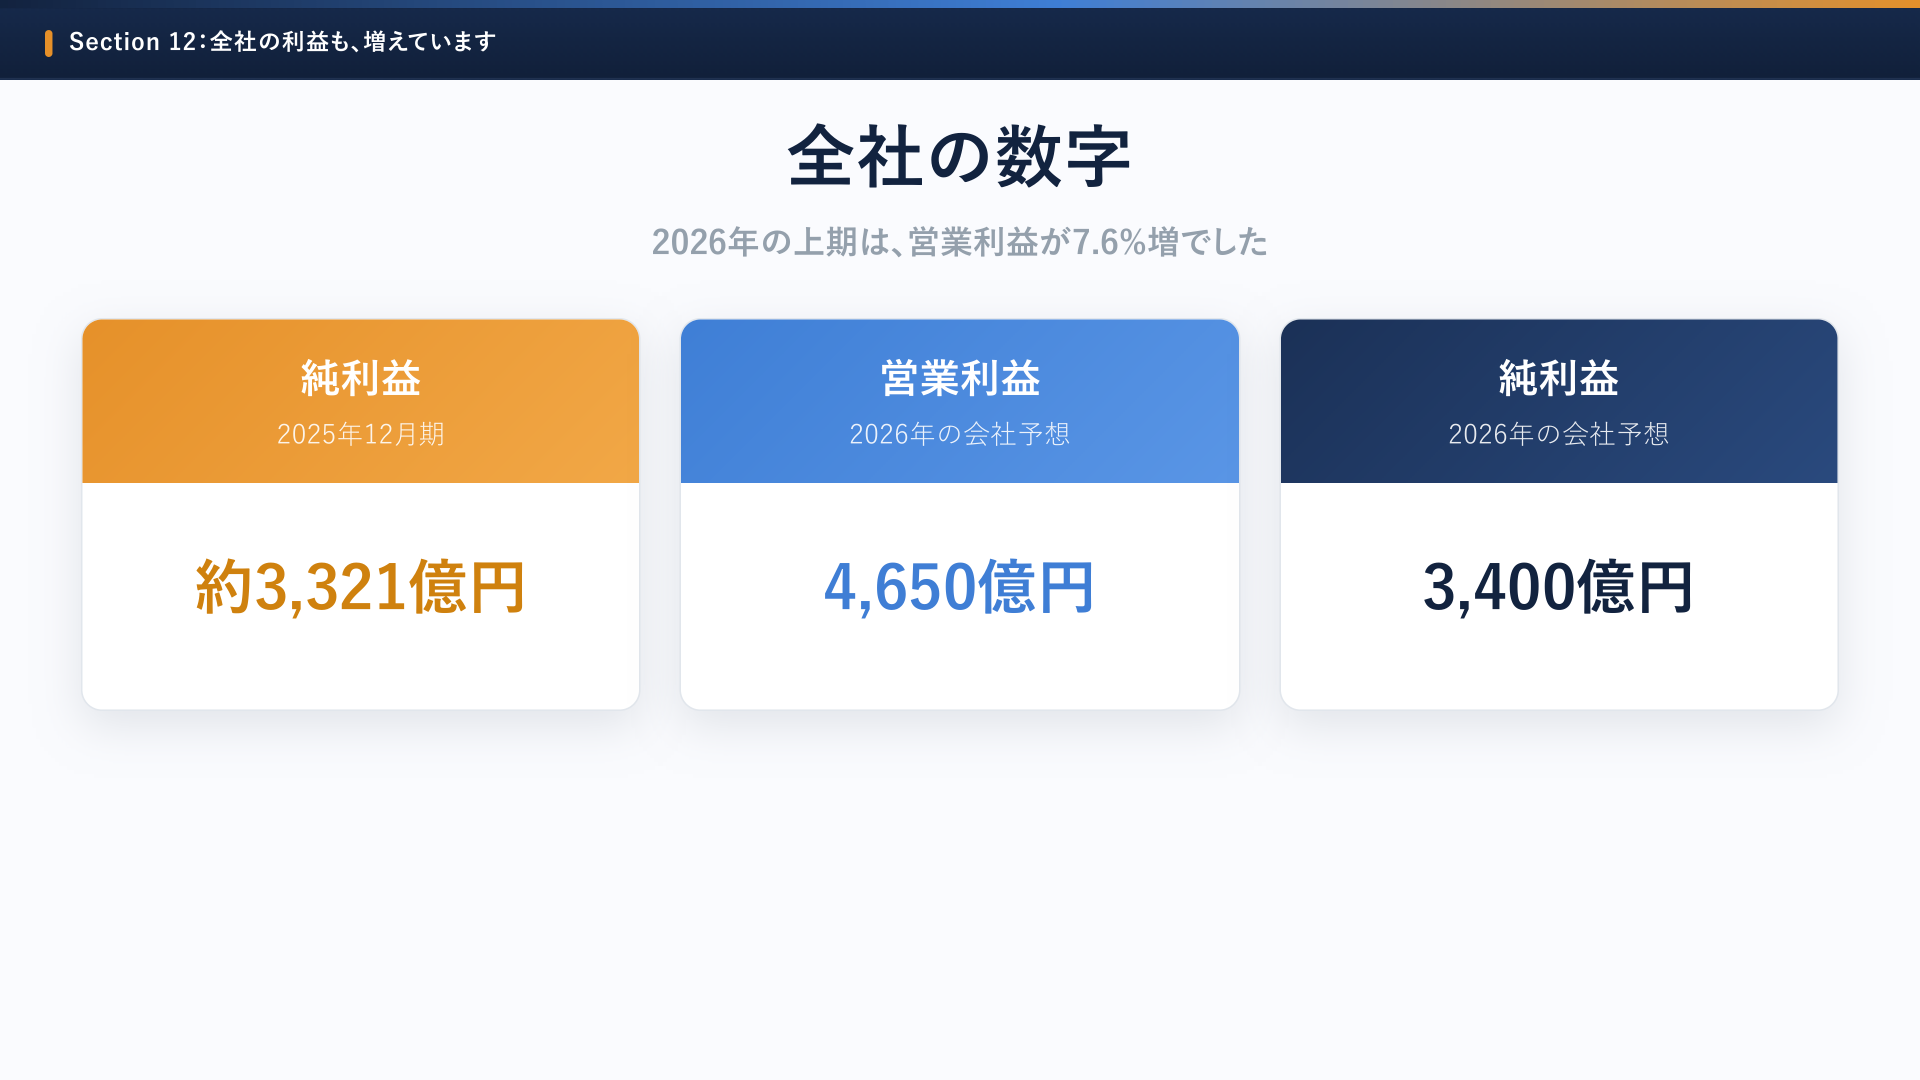 Section 12：全社の利益も、増えています
全社の数字
2026年の上期は、営業利益が7.6%増でした
純利益
2025年12月期
約3,321億円
営業利益
2026年の会社予想
4,650億円
純利益
2026年の会社予想
3,400億円